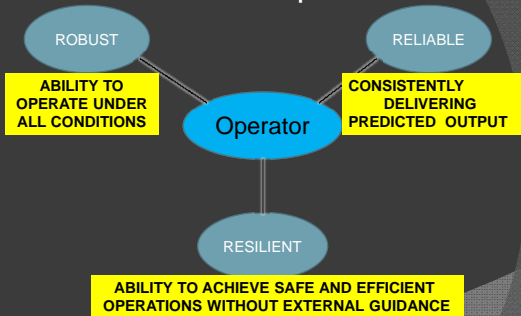 ROBUST
RELIABLE
ABILITY TO
OPERATE UNDER
ALL CONDITIONS
CONSISTENTLY
DELIVERING
PREDICTED OUTPUT
Operator
RESILIENT
ABILITY TO ACHIEVE SAFE AND EFFICIENT
OPERATIONS WITHOUT EXTERNAL GUIDANCE